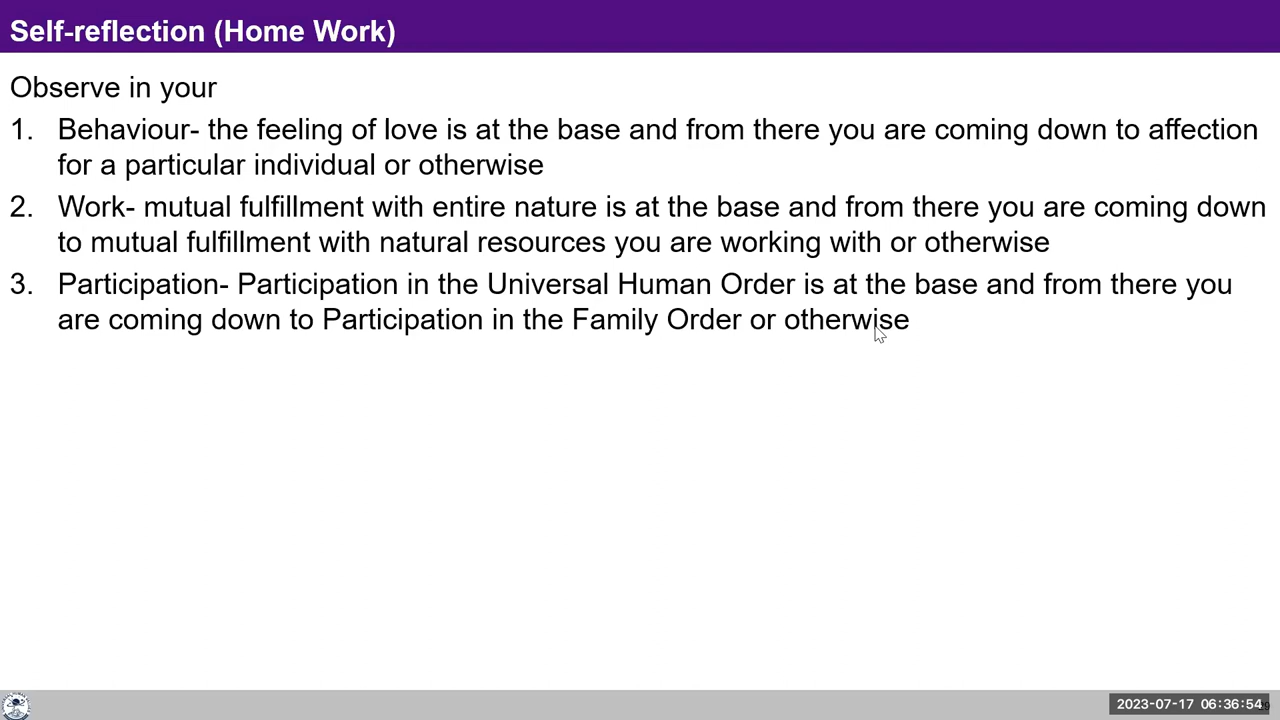 Self-reflection (Home Work)
Observe in your
1. Behaviour- the feeling of love is at the base and from there you are coming down to affection
for a particular individual or otherwise
2. Work- mutual fulfillment with entire nature is at the base and from there you are coming down
to mutual fulfillment with natural resources you are working with or otherwise
3. Participation- Participation in the Universal Human Order is at the base and from there you
are coming down to Participation in the Family Order or otherwise
2023-07-17 06:36:54